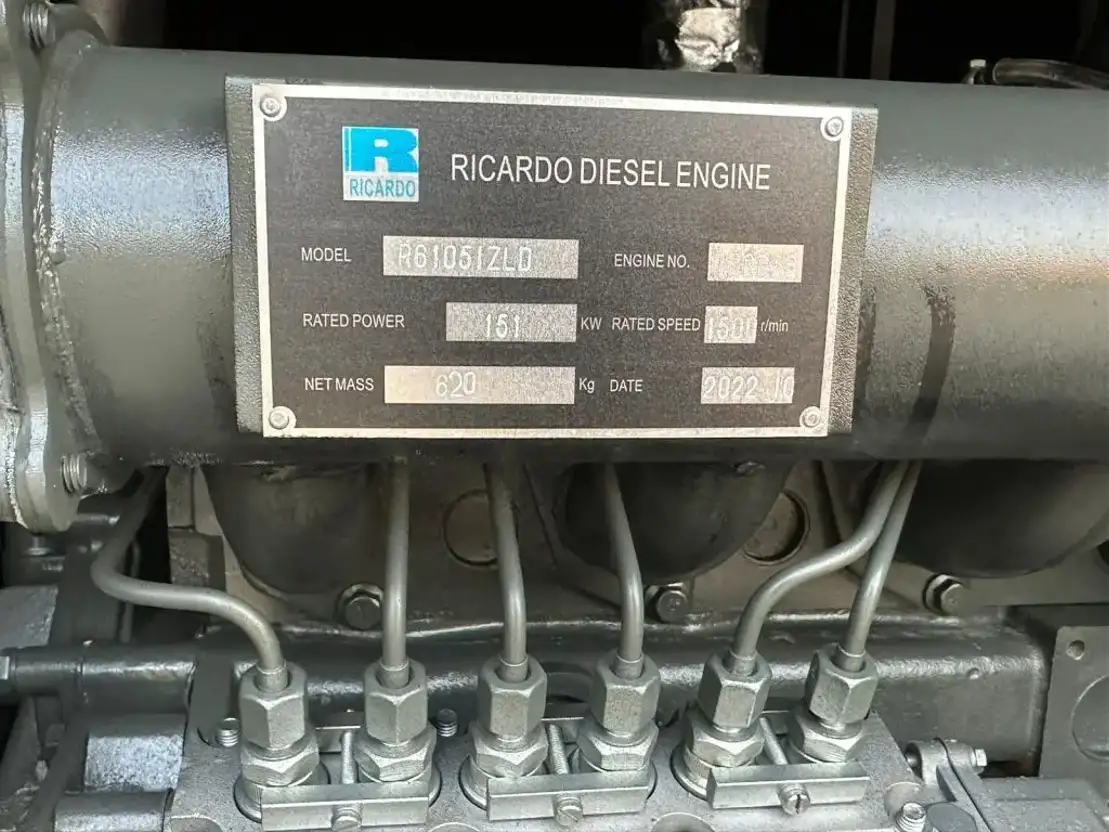 R
RICARDO
RICARDO DIESEL ENGINE
MODEL R6105IZLD ENGINE NO.
RATED POWER 151 KW RATED SPEED 1500 r/min
NET MASS 620 Kg DATE 2022.10